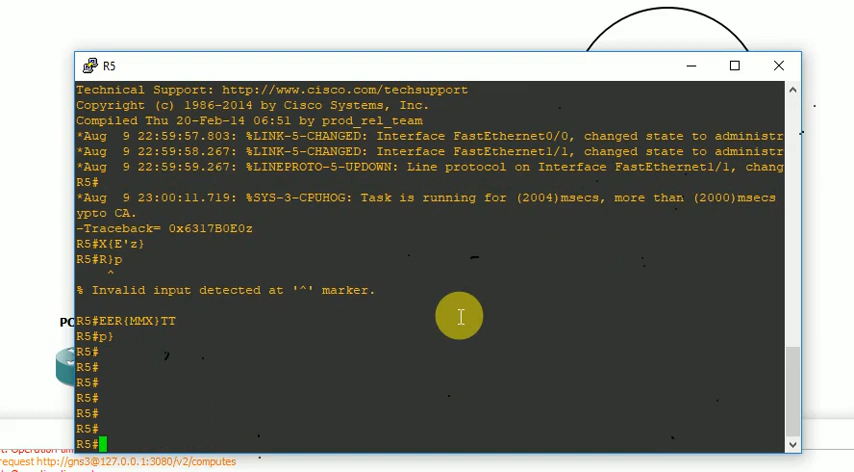 R5
Technical Support: http://www.cisco.com/techsupport
Copyright (c) 1986-2014 by Cisco Systems, Inc.
Compiled Thu 20-Feb-14 06:51 by prod_rel_team
*Aug  9 22:59:57.803: %LINK-5-CHANGED: Interface FastEthernet0/0, changed state to administr
*Aug  9 22:59:58.267: %LINK-5-CHANGED: Interface FastEthernet1/1, changed state to administr
*Aug  9 22:59:59.267: %LINEPROTO-5-UPDOWN: Line protocol on Interface FastEthernet1/1, chang
R5#
*Aug  9 23:00:11.719: %SYS-3-CPUHOG: Task is running for (2004)msecs, more than (2000)msecs
ypto CA.
-Traceback= 0x6317B0E0z
R5#X{E'z}
R5#R}p
^
% Invalid input detected at '^' marker.
R5#EER{MMX}TT
PO
R5#p}
R5#
R5#
R5#
R5#
R5#
R5#
R5#
request http://gns3@127.0.0.1:3080/v2/computes